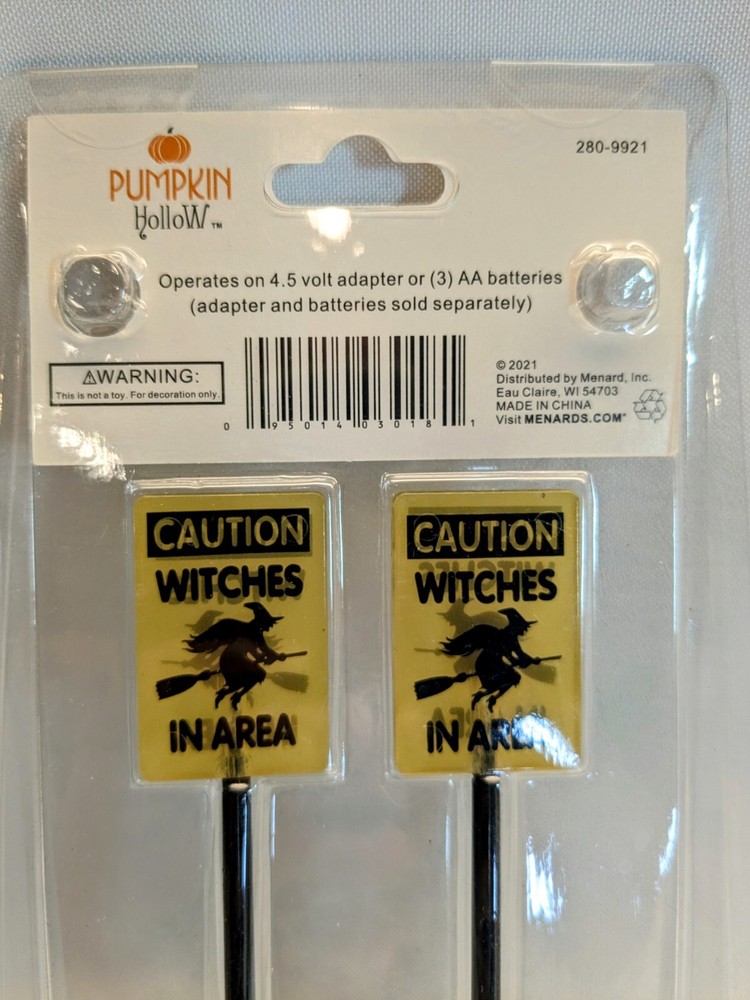 280-9921
PUMPKIN
HolloW™
Operates on 4.5 volt adapter or (3) AA batteries
(adapter and batteries sold separately)
⚠WARNING:
This is not a toy. For decoration only.
0 95014 03018 1
© 2021
Distributed by Menard, Inc.
Eau Claire, WI 54703
MADE IN CHINA
Visit MENARDS.COM®
CAUTION
WITCHES
IN AREA
CAUTION
WITCHES
IN AREA